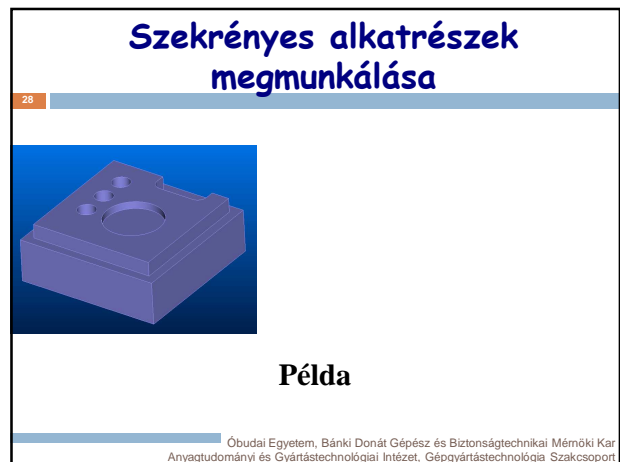 Szekrényes alkatrészek
megmunkálása
28
Példa
Óbudai Egyetem, Bánki Donát Gépész és Biztonságtechnikai Mérnöki Kar
Anyagtudományi és Gyártástechnológiai Intézet, Gépgyártástechnológia Szakcsoport